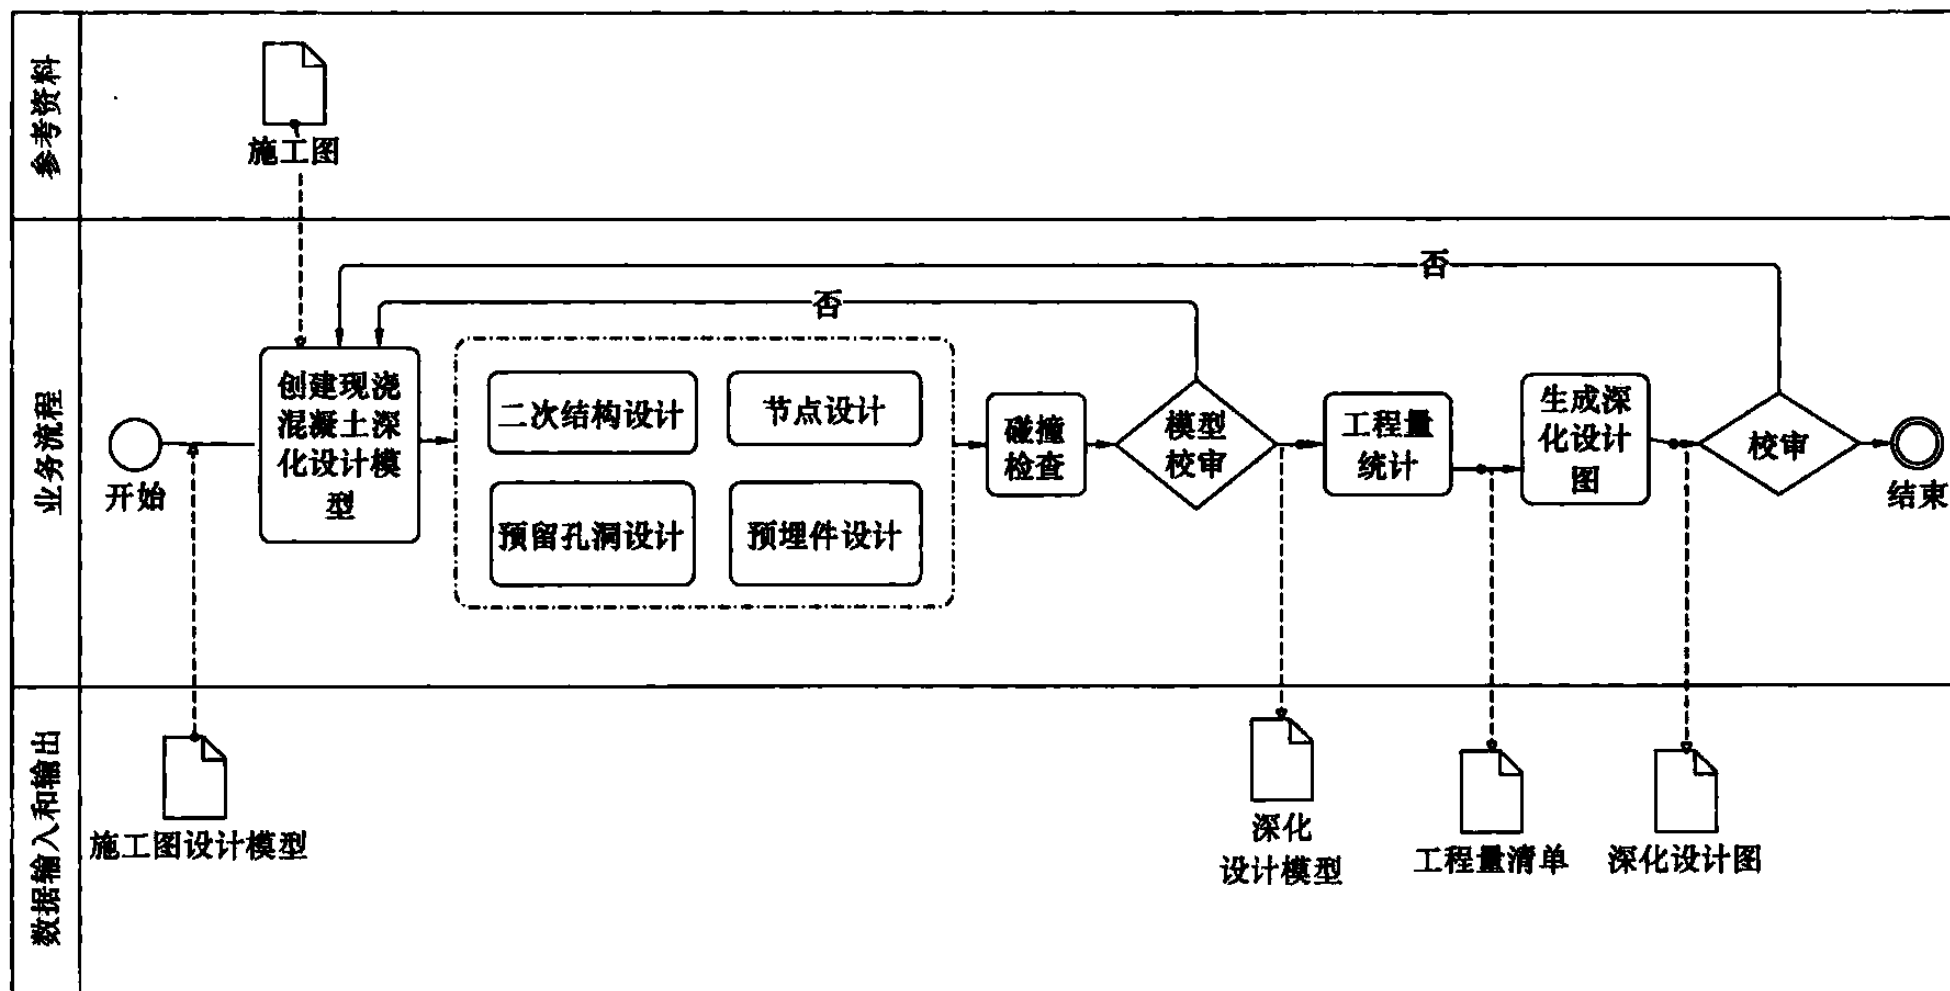 参考资料
施工图
业务流程
否
否
开始
创建现浇
混凝土深
化设计模
型
二次结构设计
节点设计
预留孔洞设计
预埋件设计
碰撞
检查
模型
校审
工程量
统计
生成深
化设计
图
校审
结束
数据输入和输出
施工图设计模型
深化
设计模型
工程量清单
深化设计图